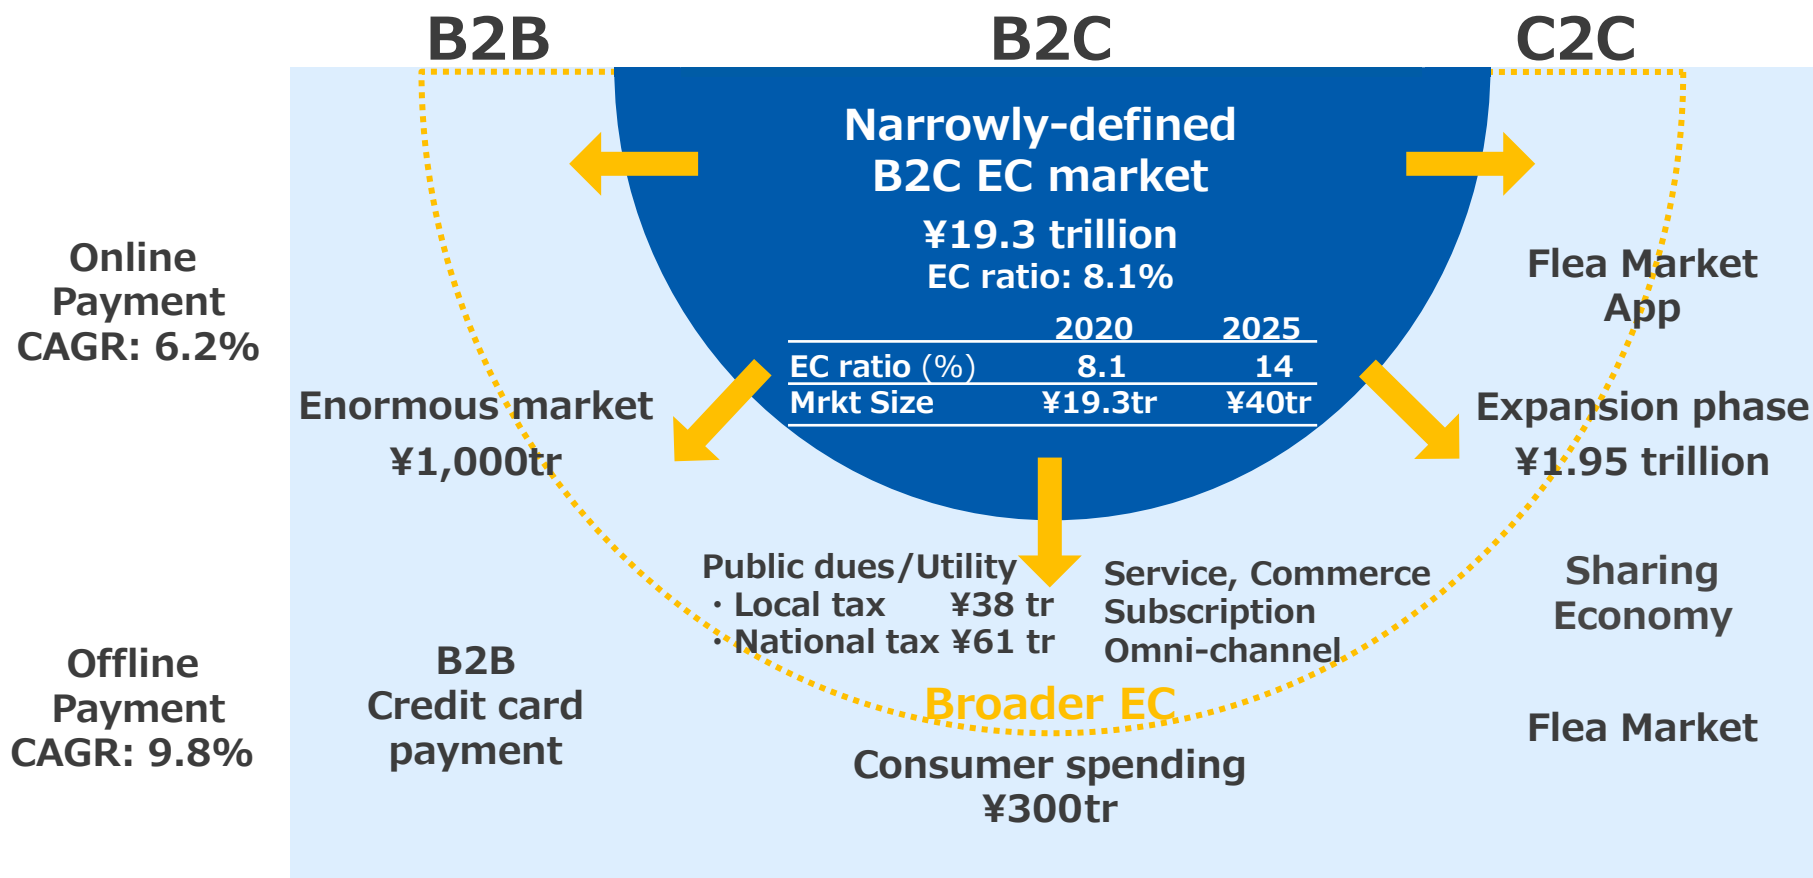 B2B
B2C
C2C
Narrowly-defined
B2C EC market
¥19.3 trillion
EC ratio: 8.1%
2020 2025
EC ratio (%) 8.1 14
Mrkt Size ¥19.3tr ¥40tr
Online
Payment
CAGR: 6.2%
Enormous market
¥1,000tr
Flea Market
App
Expansion phase
¥1.95 trillion
Public dues/Utility
・Local tax ¥38 tr
・National tax ¥61 tr
Service, Commerce
Subscription
Omni-channel
Sharing
Economy
Offline
Payment
CAGR: 9.8%
B2B
Credit card
payment
Broader EC
Flea Market
Consumer spending
¥300tr